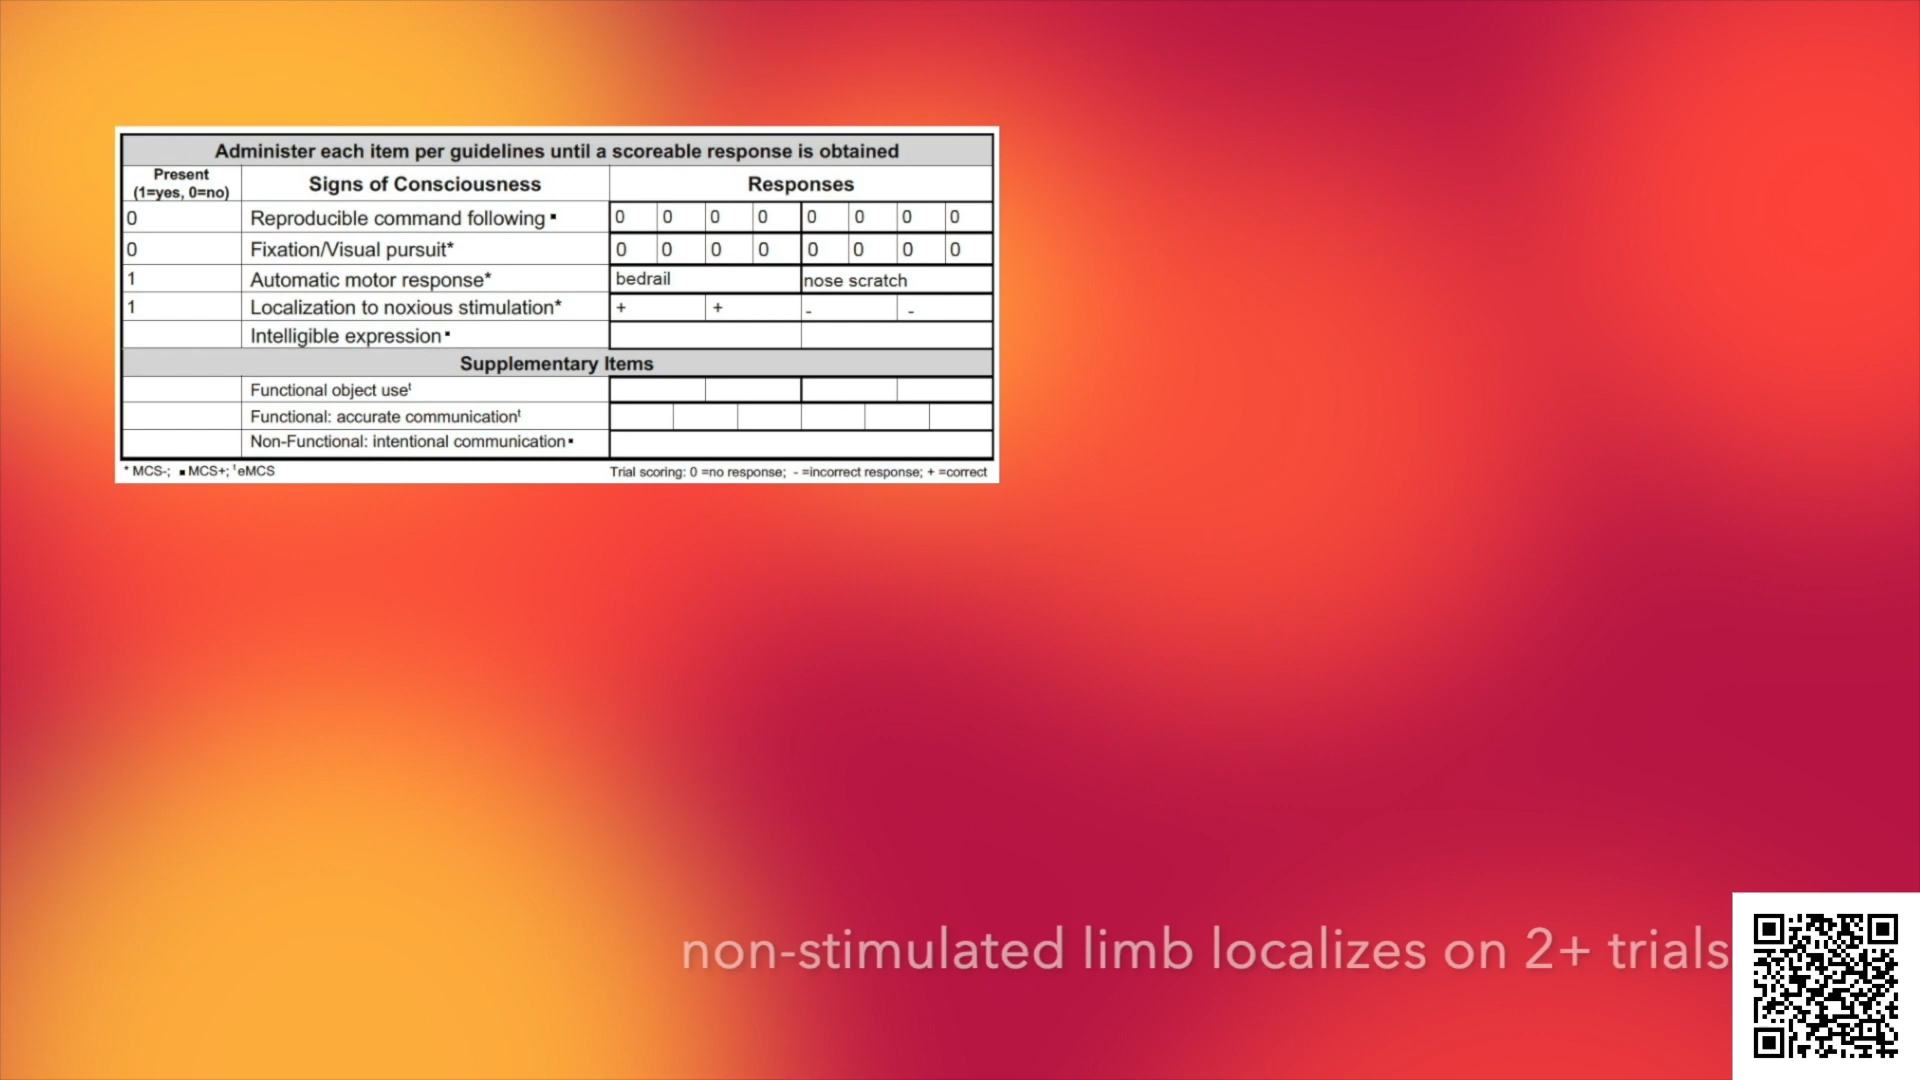 Administer each item per guidelines until a scoreable response is obtained
Present
(1=yes, 0=no) Signs of Consciousness Responses
0 Reproducible command following▪ 0 0 0 0 0 0 0 0
0 Fixation/Visual pursuit* 0 0 0 0 0 0 0 0
1 Automatic motor response* bedrail nose scratch
1 Localization to noxious stimulation* + + - -
Intelligible expression▪
Supplementary Items
Functional object useᵗ
Functional: accurate communicationᵗ
Non-Functional: intentional communication▪
* MCS-; ▪MCS+; ᵗeMCS Trial scoring: 0 =no response; - =incorrect response; + =correct
non-stimulated limb localizes on 2+ trials